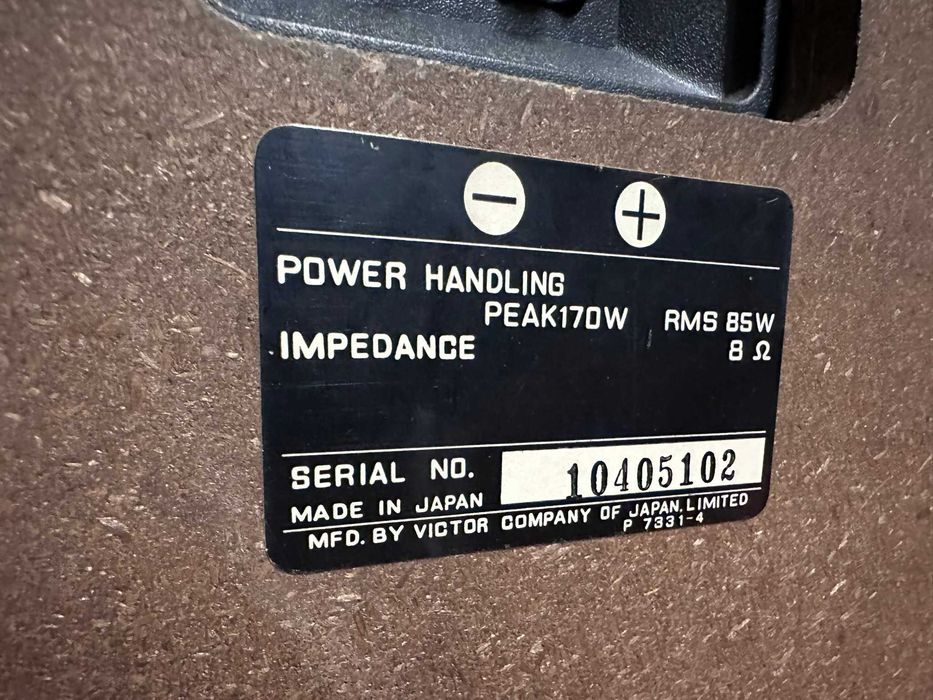 − +
POWER HANDLING
PEAK170W RMS 85W
IMPEDANCE 8 Ω
SERIAL NO. 10405102
MADE IN JAPAN
MFD. BY VICTOR COMPANY OF JAPAN, LIMITED
P 7331-4